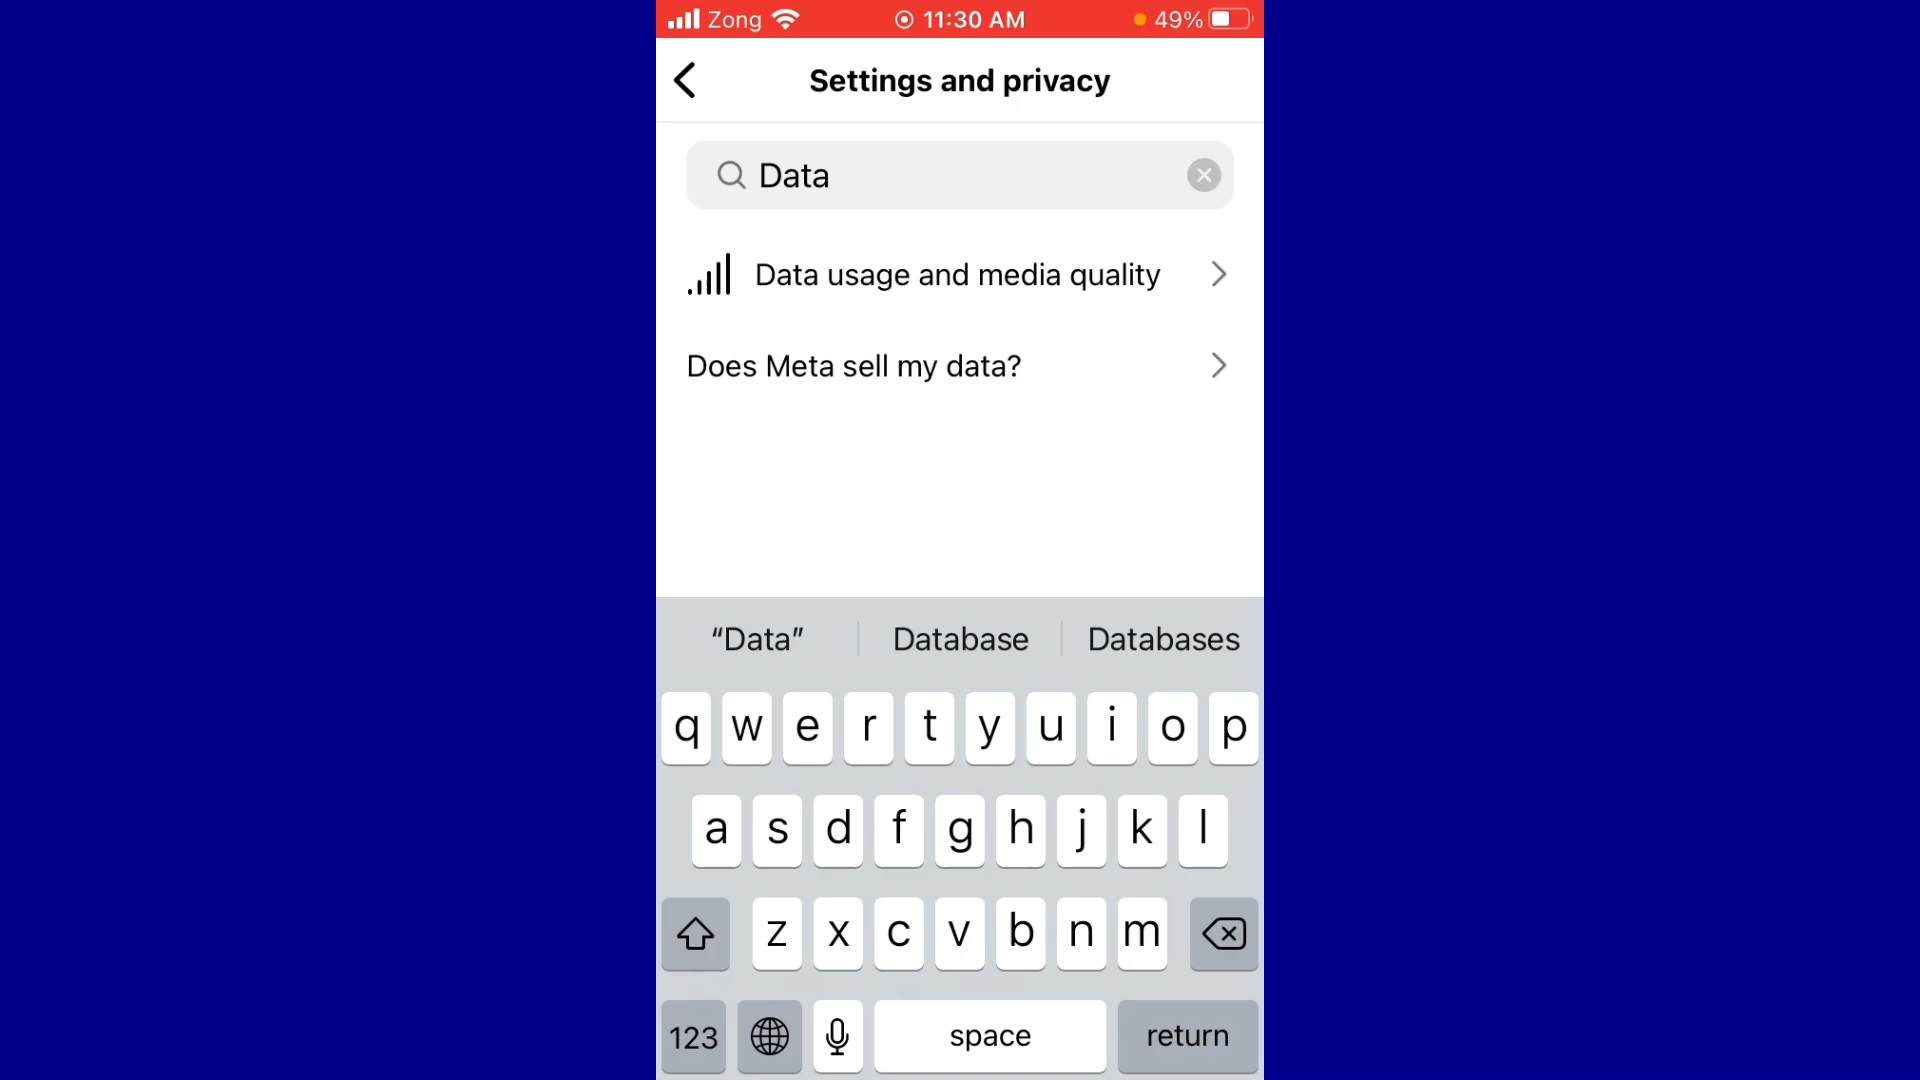 Zong 11:30 AM 49%
Settings and privacy
Data
Data usage and media quality
Does Meta sell my data?
“Data” Database Databases
q w e r t y u i o p
a s d f g h j k l
z x c v b n m
123 space return